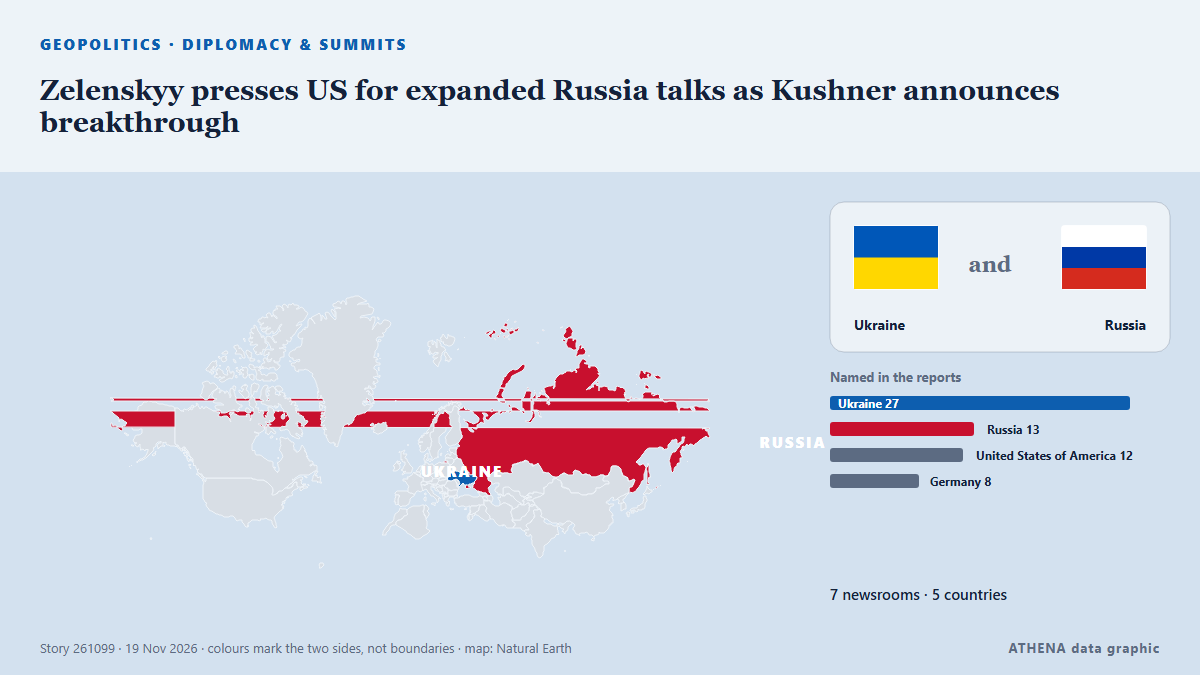 GEOPOLITICS · DIPLOMACY & SUMMITS
Zelenskyy presses US for expanded Russia talks as Kushner announces
breakthrough
and
Ukraine
Russia
Named in the reports
Ukraine 27
Russia 13
RUSSIA
United States of America 12
UKRAINE
Germany 8
7 newsrooms · 5 countries
Story 261099 · 19 Nov 2026 · colours mark the two sides, not boundaries · map: Natural Earth
ATHENA data graphic